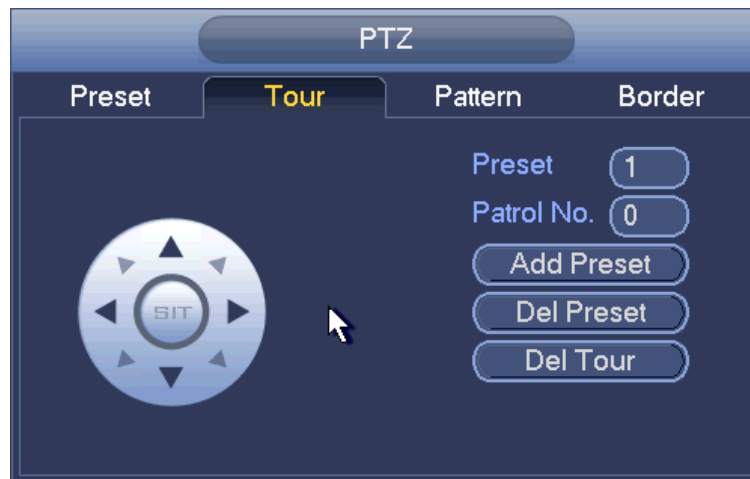 PTZ
Preset Tour Pattern Border
Preset 1
Patrol No. 0
SIT
Add Preset
Del Preset
Del Tour